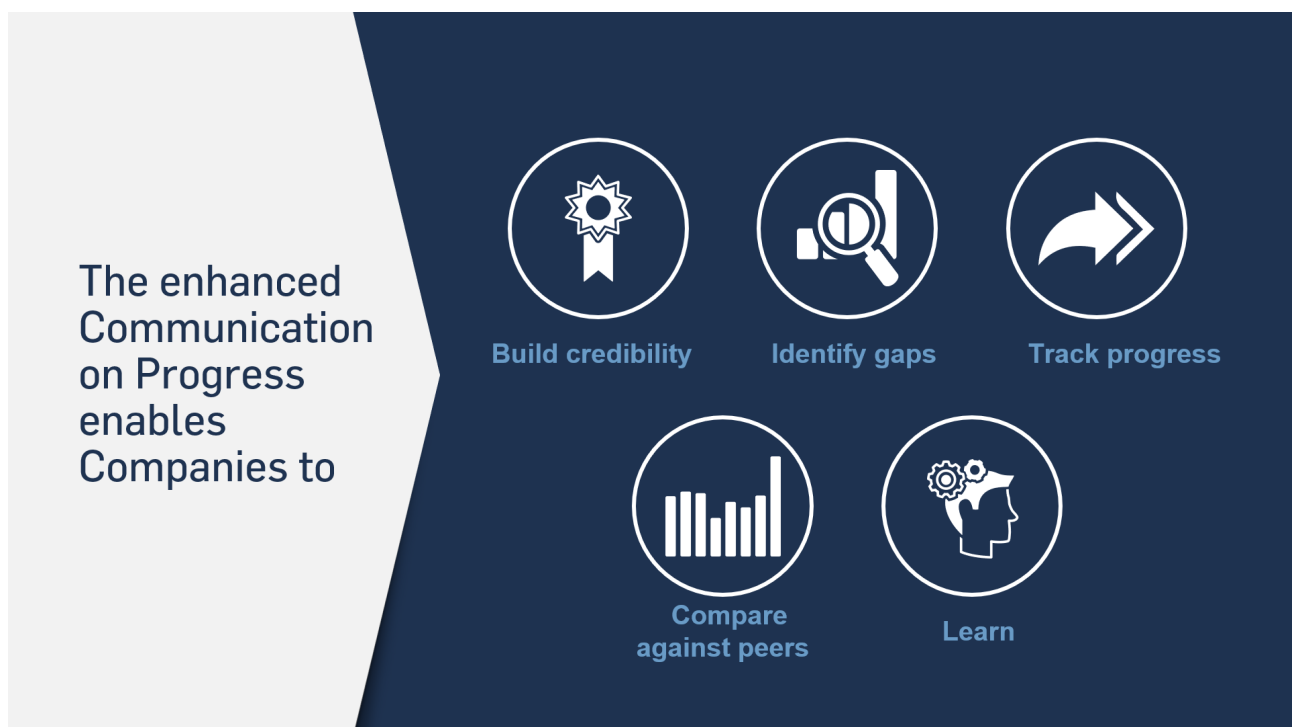 The enhanced
Communication
on Progress
enables
Companies to
Build credibility
Identify gaps
Track progress
Compare
against peers
Learn